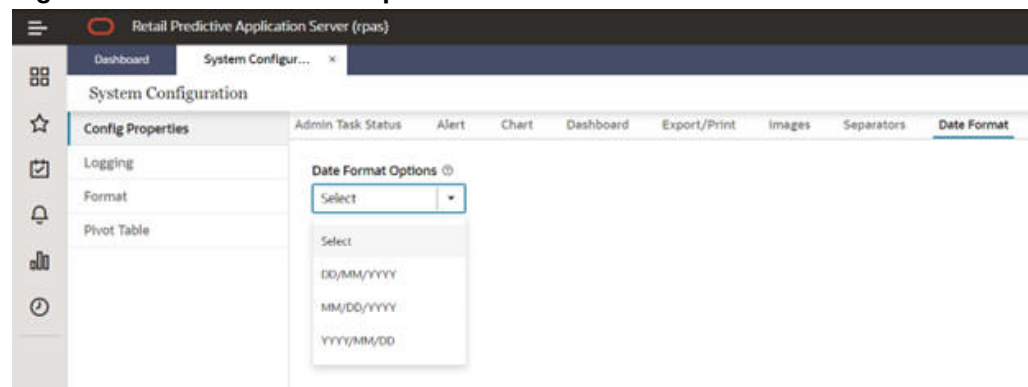 Retail Predictive Application Server (rpas)
Dashboard System Configur... ×
System Configuration
Config Properties
Admin Task Status Alert Chart Dashboard Export/Print Images Separators Date Format
Logging
Format
Pivot Table
Date Format Options
Select
Select
DD/MM/YYYY
MM/DD/YYYY
YYYY/MM/DD